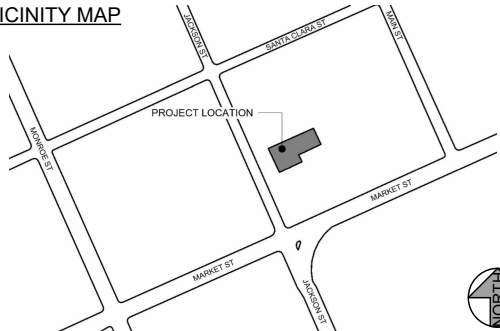 ICINITY MAP
JACKSON ST
SANTA CLARA ST
MAIN ST
PROJECT LOCATION
MONROE ST
MARKET ST
MARKET ST
JACKSON ST
NORTH